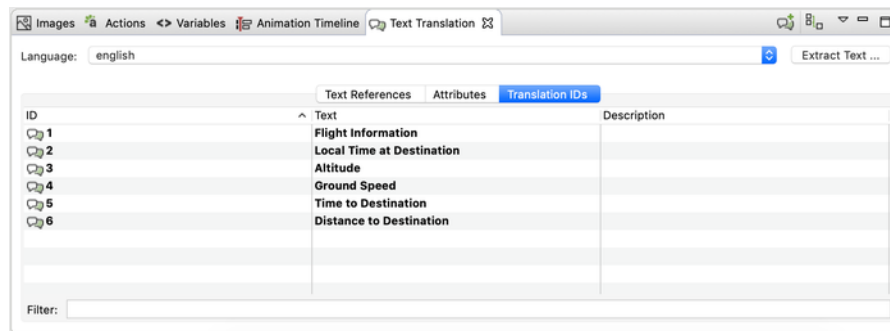 Images Actions <> Variables Animation Timeline Text Translation
Language: english Extract Text ...
Text References Attributes Translation IDs
ID Text Description
1 Flight Information
2 Local Time at Destination
3 Altitude
4 Ground Speed
5 Time to Destination
6 Distance to Destination
Filter: